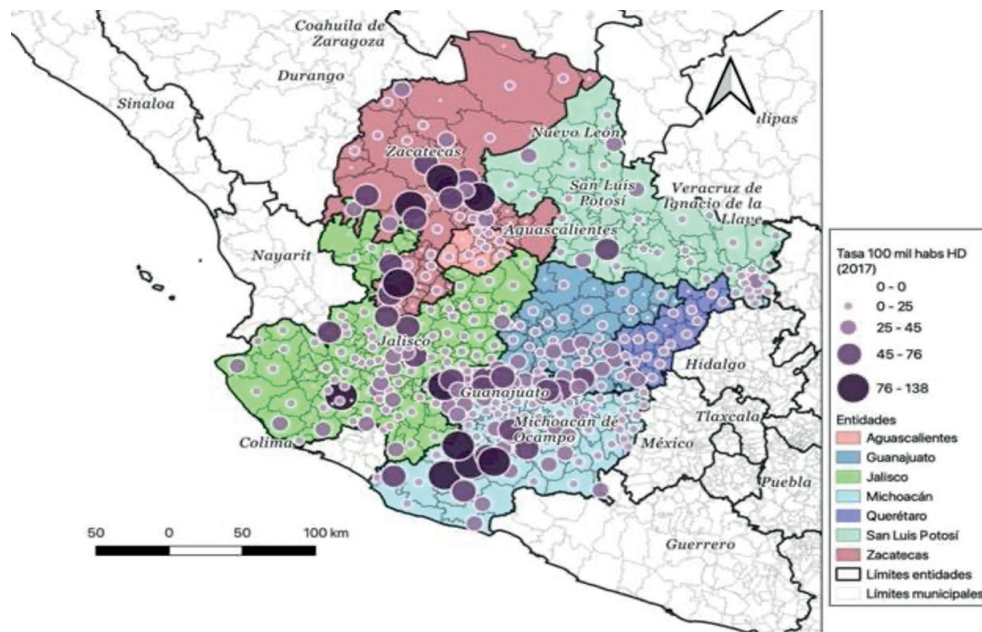 Coahuila de
Zaragoza
Durango
Sinaloa
Nuevo León
ilipas
Zacatecas
San Luis
Potosí
Veracruz de
Ignacio de la
Llave
Aguascalientes
Nayarit
Jalisco
Hidalgo
Guanajuato
Tlaxcala
Michoacán de
Ocampo
México
Colima
Puebla
Guerrero
50 0 50 100 km
Tasa 100 mil habs HD
(2017)
0 - 0
0 - 25
25 - 45
45 - 76
76 - 138
Entidades
Aguascalientes
Guanajuato
Jalisco
Michoacán
Querétaro
San Luis Potosí
Zacatecas
Límites entidades
Límites municipales